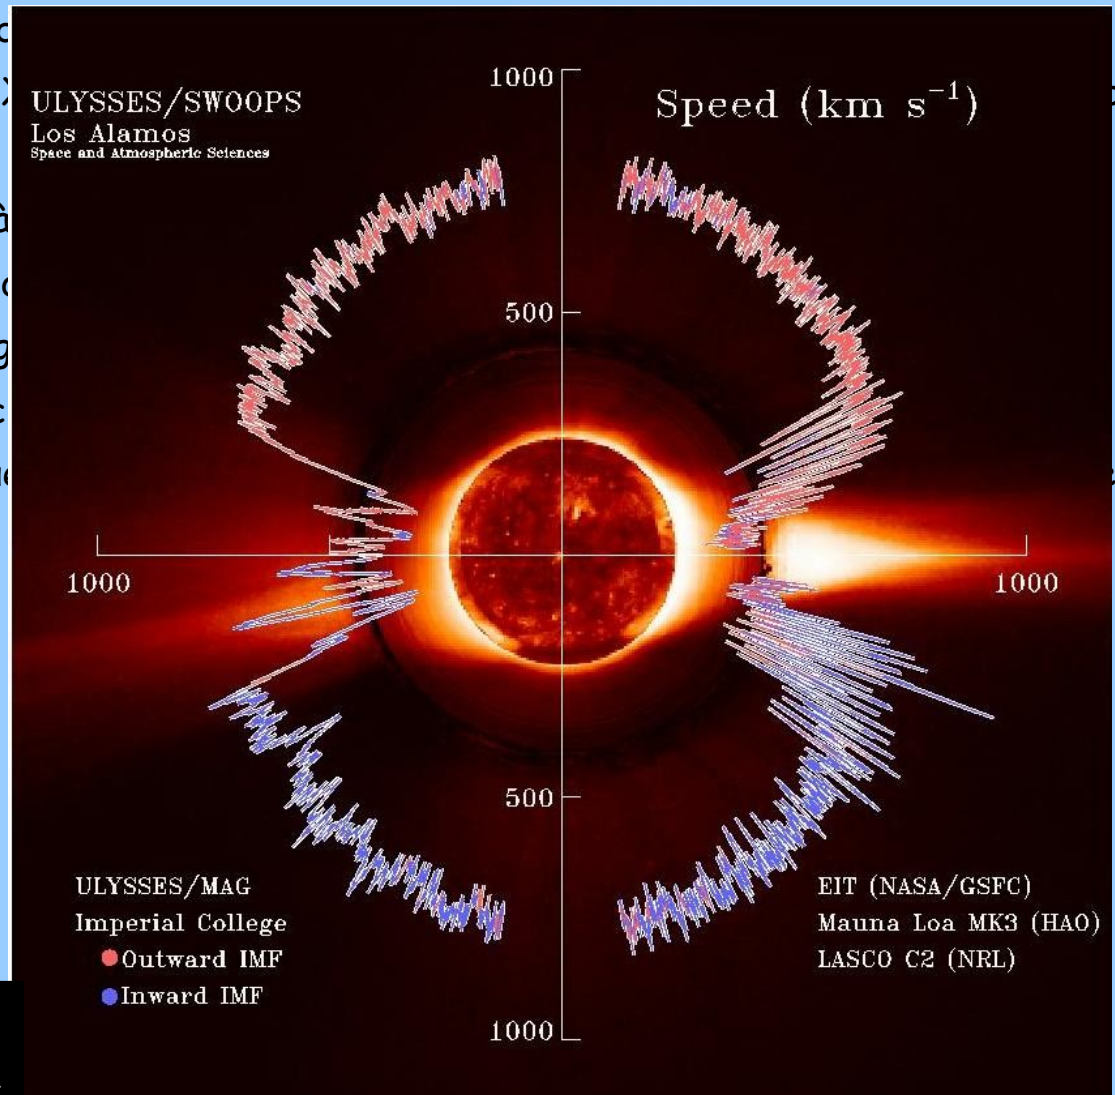 1000
ULYSSES/SWOOPS
Los Alamos
Space and Atmospheric Sciences
Speed (km s⁻¹)
500
1000
1000
500
ULYSSES/MAG
Imperial College
Outward IMF
Inward IMF
EIT (NASA/GSFC)
Mauna Loa MK3 (HAO)
LASCO C2 (NRL)
1000